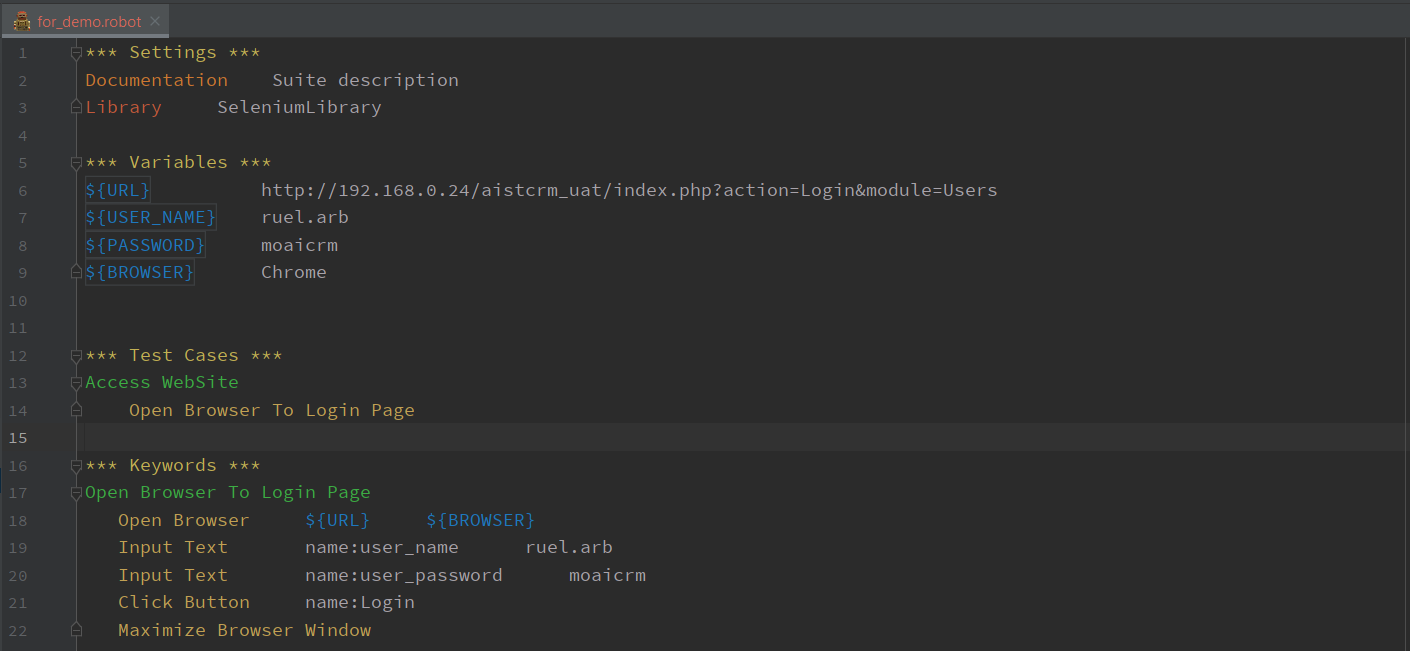 for_demo.robot
1 *** Settings ***
2 Documentation    Suite description
3 Library     SeleniumLibrary
4
5 *** Variables ***
6 ${URL}          http://192.168.0.24/aistcrm_uat/index.php?action=Login&module=Users
7 ${USER_NAME}    ruel.arb
8 ${PASSWORD}     moaicrm
9 ${BROWSER}      Chrome
10
11
12 *** Test Cases ***
13 Access WebSite
14     Open Browser To Login Page
15
16 *** Keywords ***
17 Open Browser To Login Page
18    Open Browser     ${URL}     ${BROWSER}
19    Input Text       name:user_name      ruel.arb
20    Input Text       name:user_password      moaicrm
21    Click Button     name:Login
22    Maximize Browser Window